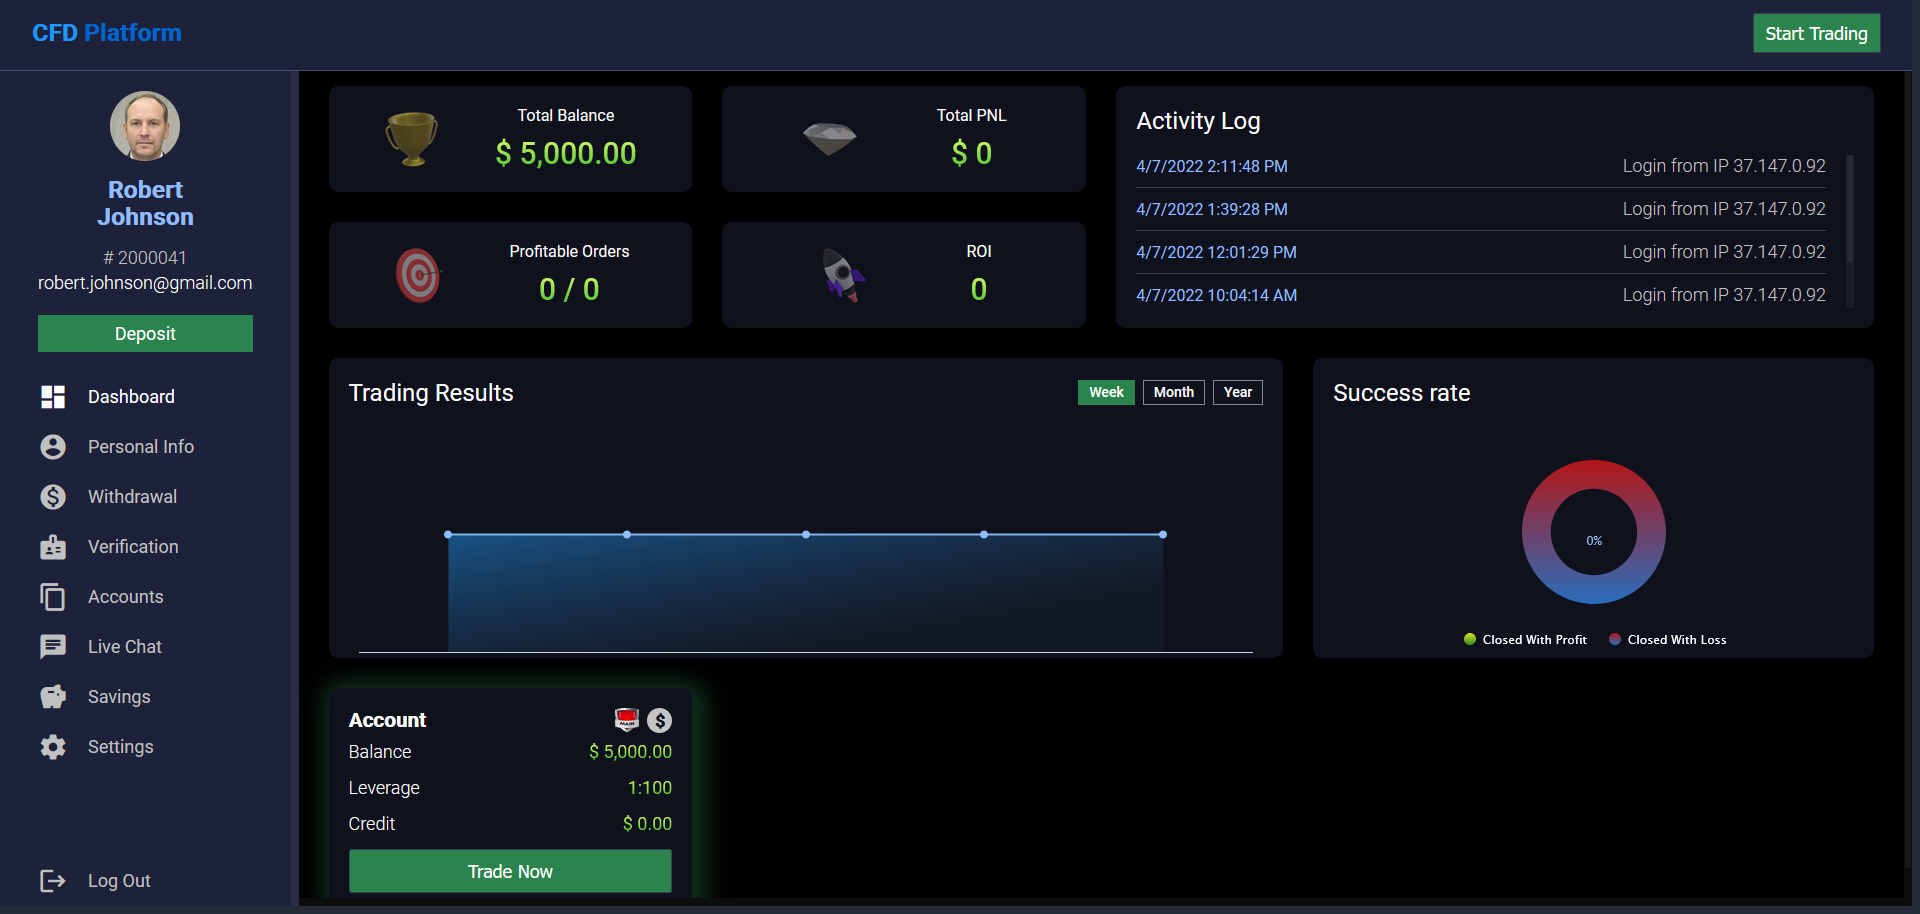 CFD Platform
Start Trading
Robert
Johnson
# 2000041
robert.johnson@gmail.com
Deposit
Dashboard
Personal Info
Withdrawal
Verification
Accounts
Live Chat
Savings
Settings
Log Out
Total Balance
$ 5,000.00
Total PNL
$ 0
Profitable Orders
0 / 0
ROI
0
Activity Log
4/7/2022 2:11:48 PM Login from IP 37.147.0.92
4/7/2022 1:39:28 PM Login from IP 37.147.0.92
4/7/2022 12:01:29 PM Login from IP 37.147.0.92
4/7/2022 10:04:14 AM Login from IP 37.147.0.92
Trading Results
Week Month Year
Success rate
0%
Closed With Profit Closed With Loss
Account MAIN $
Balance $ 5,000.00
Leverage 1:100
Credit $ 0.00
Trade Now